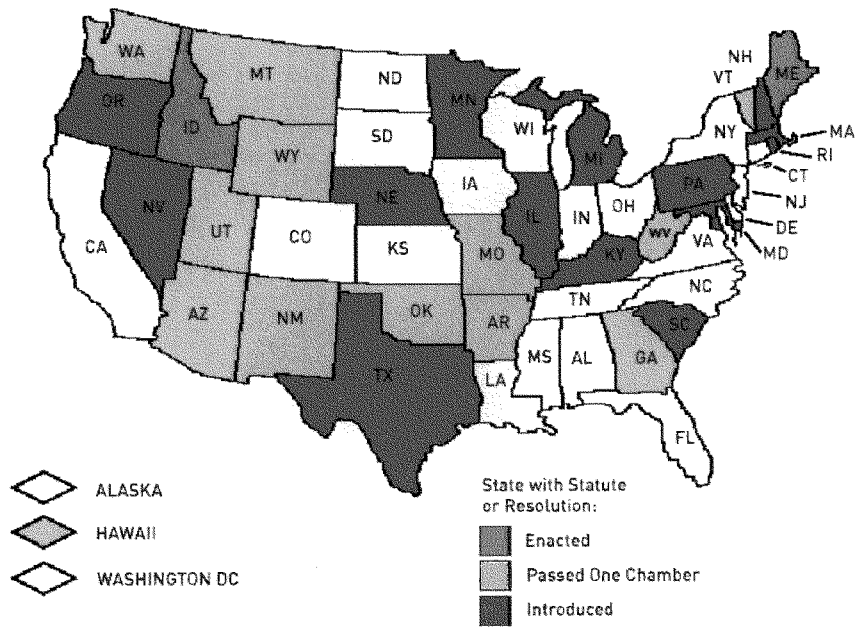 WA
OR
ID
MT
ND
MN
WY
SD
WI
MI
NY
NH
VT
ME
MA
RI
CT
NJ
DE
MD
NV
UT
CO
NE
IA
IL
IN
OH
PA
WV
VA
CA
KS
MO
KY
NC
AZ
NM
OK
AR
TN
SC
TX
LA
MS
AL
GA
FL
ALASKA
HAWAII
WASHINGTON DC
State with Statute
or Resolution:
Enacted
Passed One Chamber
Introduced